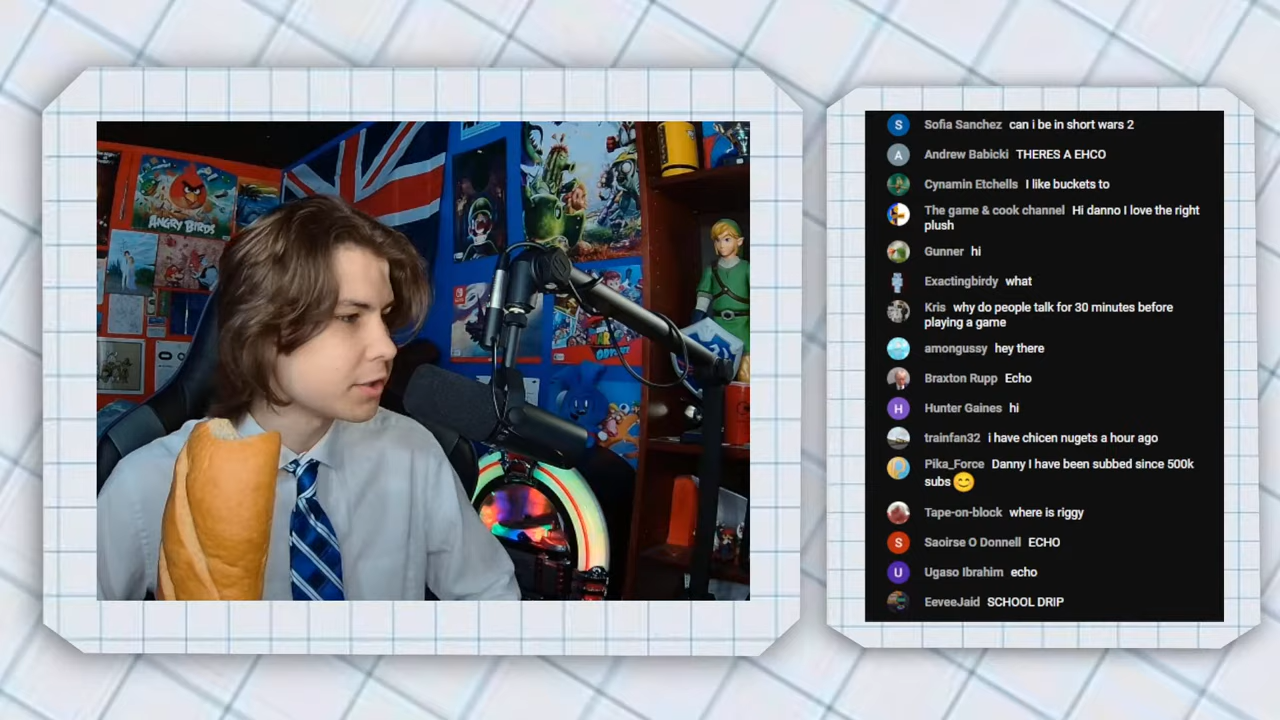 ANGRY BIRDS
ODYSSEY
S Sofia Sanchez can i be in short wars 2
A Andrew Babicki THERES A EHCO
Cynamin Etchells I like buckets to
The game & cook channel Hi danno I love the right
plush
Gunner hi
Exactingbirdy what
Kris why do people talk for 30 minutes before
playing a game
amongussy hey there
Braxton Rupp Echo
H Hunter Gaines hi
trainfan32 i have chicen nugets a hour ago
Pika_Force Danny I have been subbed since 500k
subs😊
Tape-on-block where is riggy
S Saoirse O Donnell ECHO
U Ugaso Ibrahim echo
EeveeJaid SCHOOL DRIP